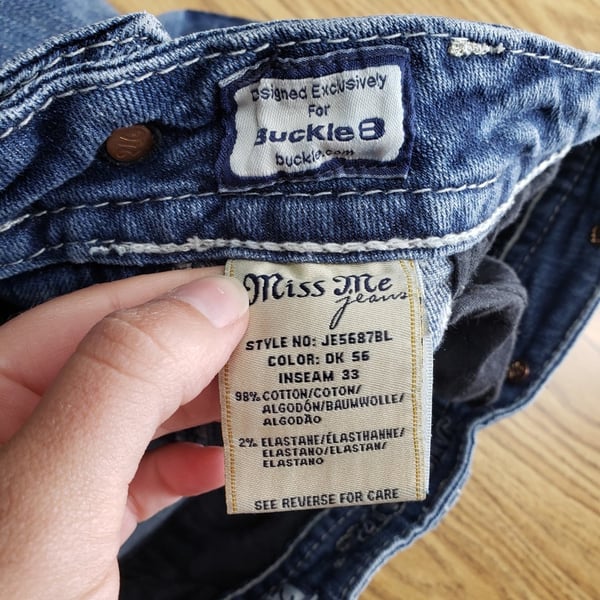 Designed Exclusively
For
Buckle B
buckle.com
Miss Me
jeans
STYLE NO: JE5687BL
COLOR: DK 56
INSEAM 33
98% COTTON/COTON/
ALGODÓN/BAUMWOLLE/
ALGODÃO
2% ELASTANE/ÉLASTHANNE/
ELASTANO/ELASTAN/
ELASTANO
SEE REVERSE FOR CARE